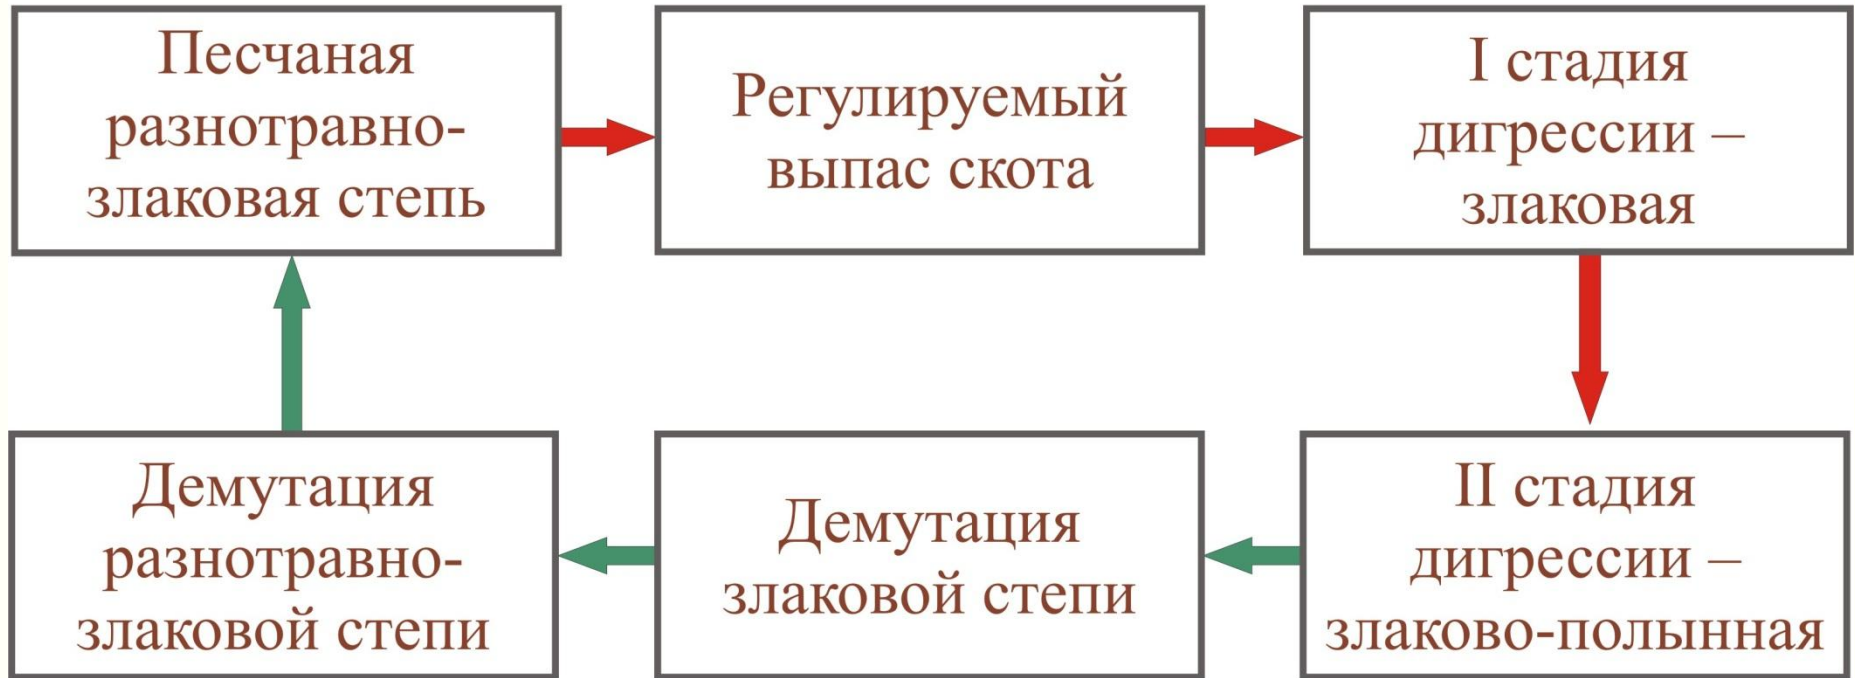 Песчаная
разнотравно-
злаковая степь
Регулируемый
выпас скота
I стадия
дигрессии –
злаковая
Демутация
разнотравно-
злаковой степи
Демутация
злаковой степи
II стадия
дигрессии –
злаково-полынная